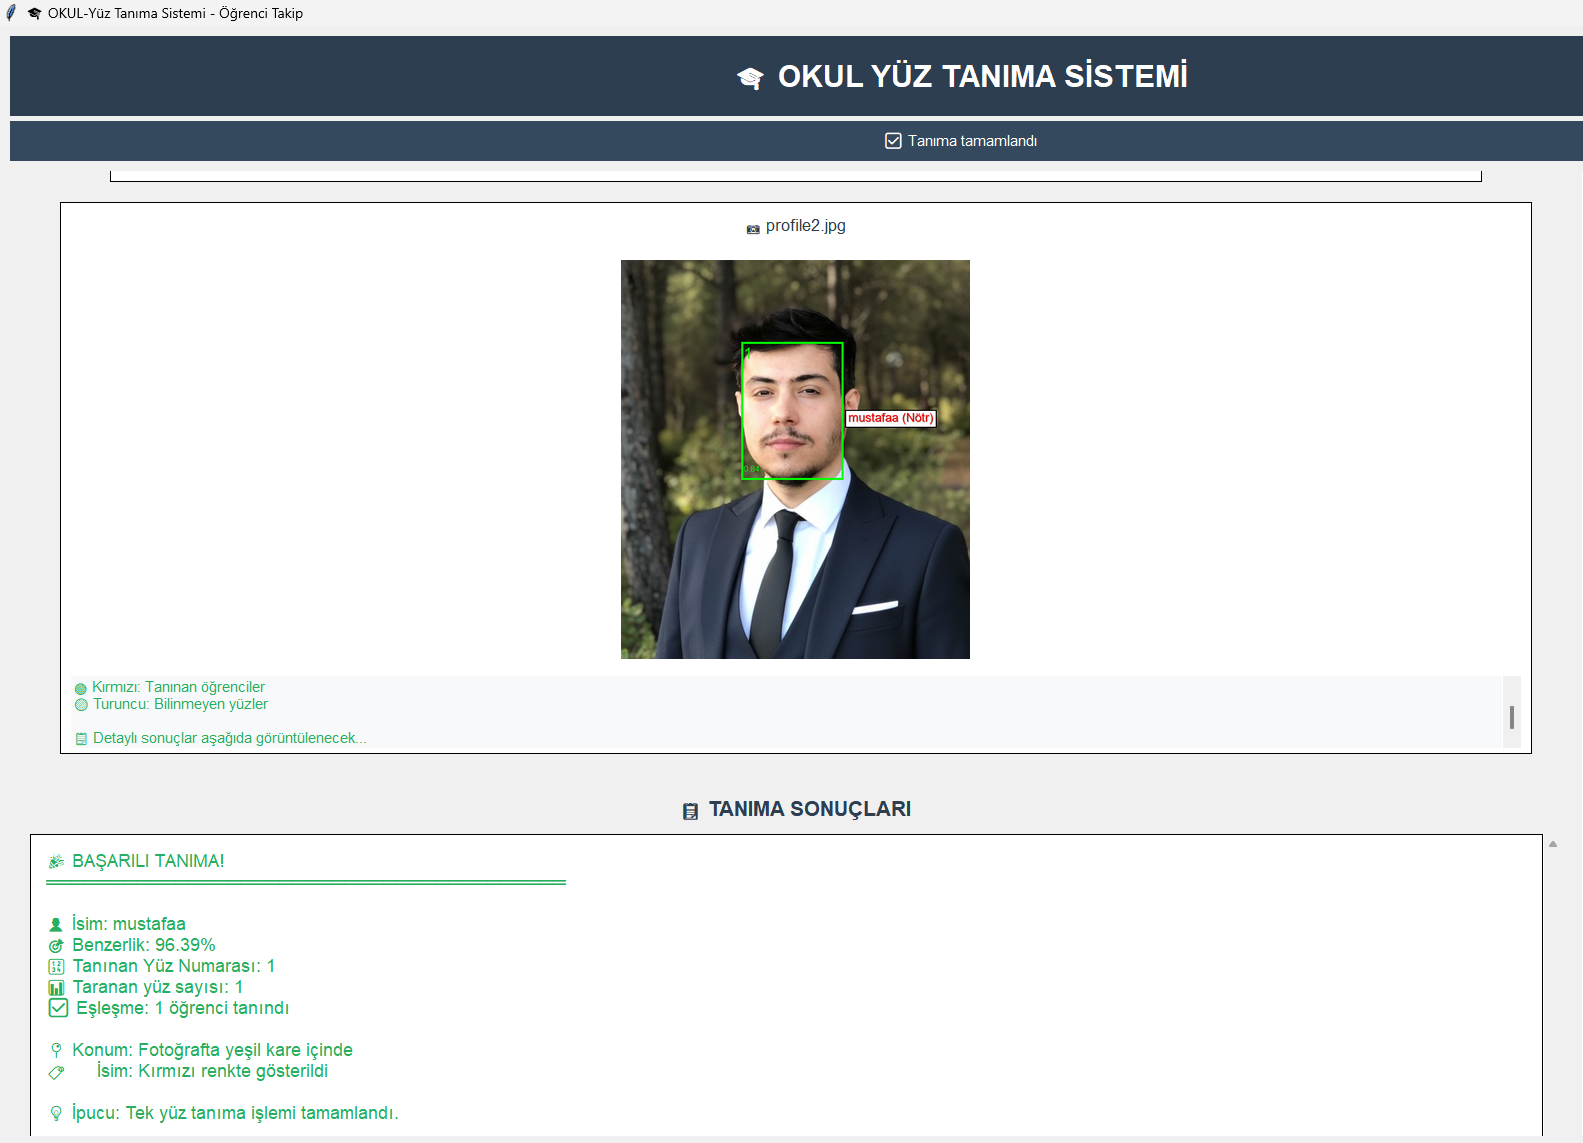 OKUL-Yüz Tanıma Sistemi - Öğrenci Takip
OKUL YÜZ TANIMA SİSTEMİ
Tanıma tamamlandı
profile2.jpg
1
mustafaa (Nötr)
0.84
Kırmızı: Tanınan öğrenciler
Turuncu: Bilinmeyen yüzler
Detaylı sonuçlar aşağıda görüntülenecek...
TANIMA SONUÇLARI
BAŞARILI TANIMA!
İsim: mustafaa
Benzerlik: 96.39%
Tanınan Yüz Numarası: 1
Taranan yüz sayısı: 1
Eşleşme: 1 öğrenci tanındı
Konum: Fotoğrafta yeşil kare içinde
İsim: Kırmızı renkte gösterildi
İpucu: Tek yüz tanıma işlemi tamamlandı.